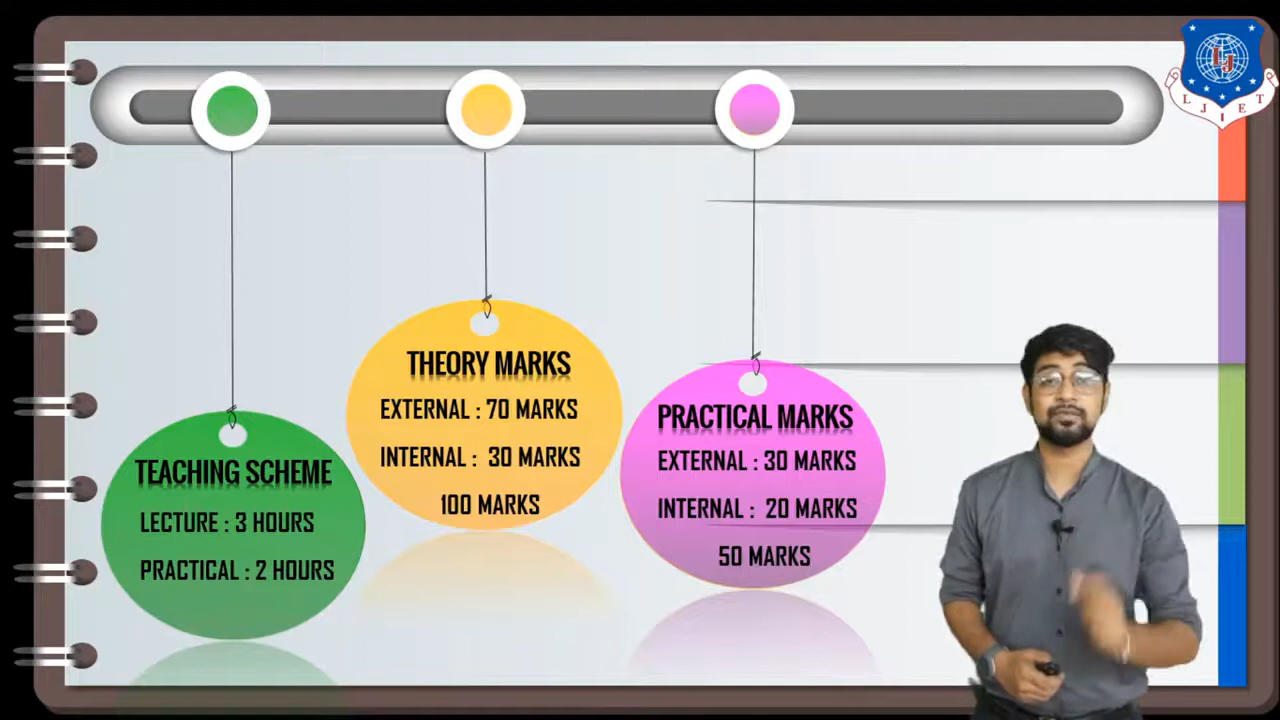 TEACHING SCHEME
LECTURE : 3 HOURS
PRACTICAL : 2 HOURS
THEORY MARKS
EXTERNAL : 70 MARKS
INTERNAL : 30 MARKS
100 MARKS
PRACTICAL MARKS
EXTERNAL : 30 MARKS
INTERNAL : 20 MARKS
50 MARKS
LJ
LJIET